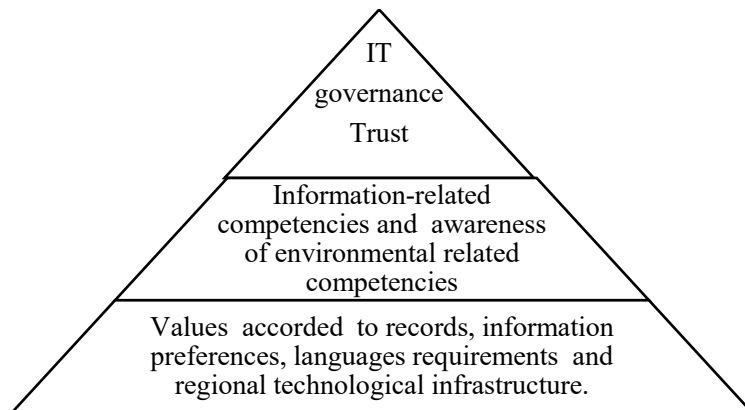 IT
governance
Trust
Information-related
competencies and awareness
of environmental related
competencies
Values accorded to records, information
preferences, languages requirements and
regional technological infrastructure.